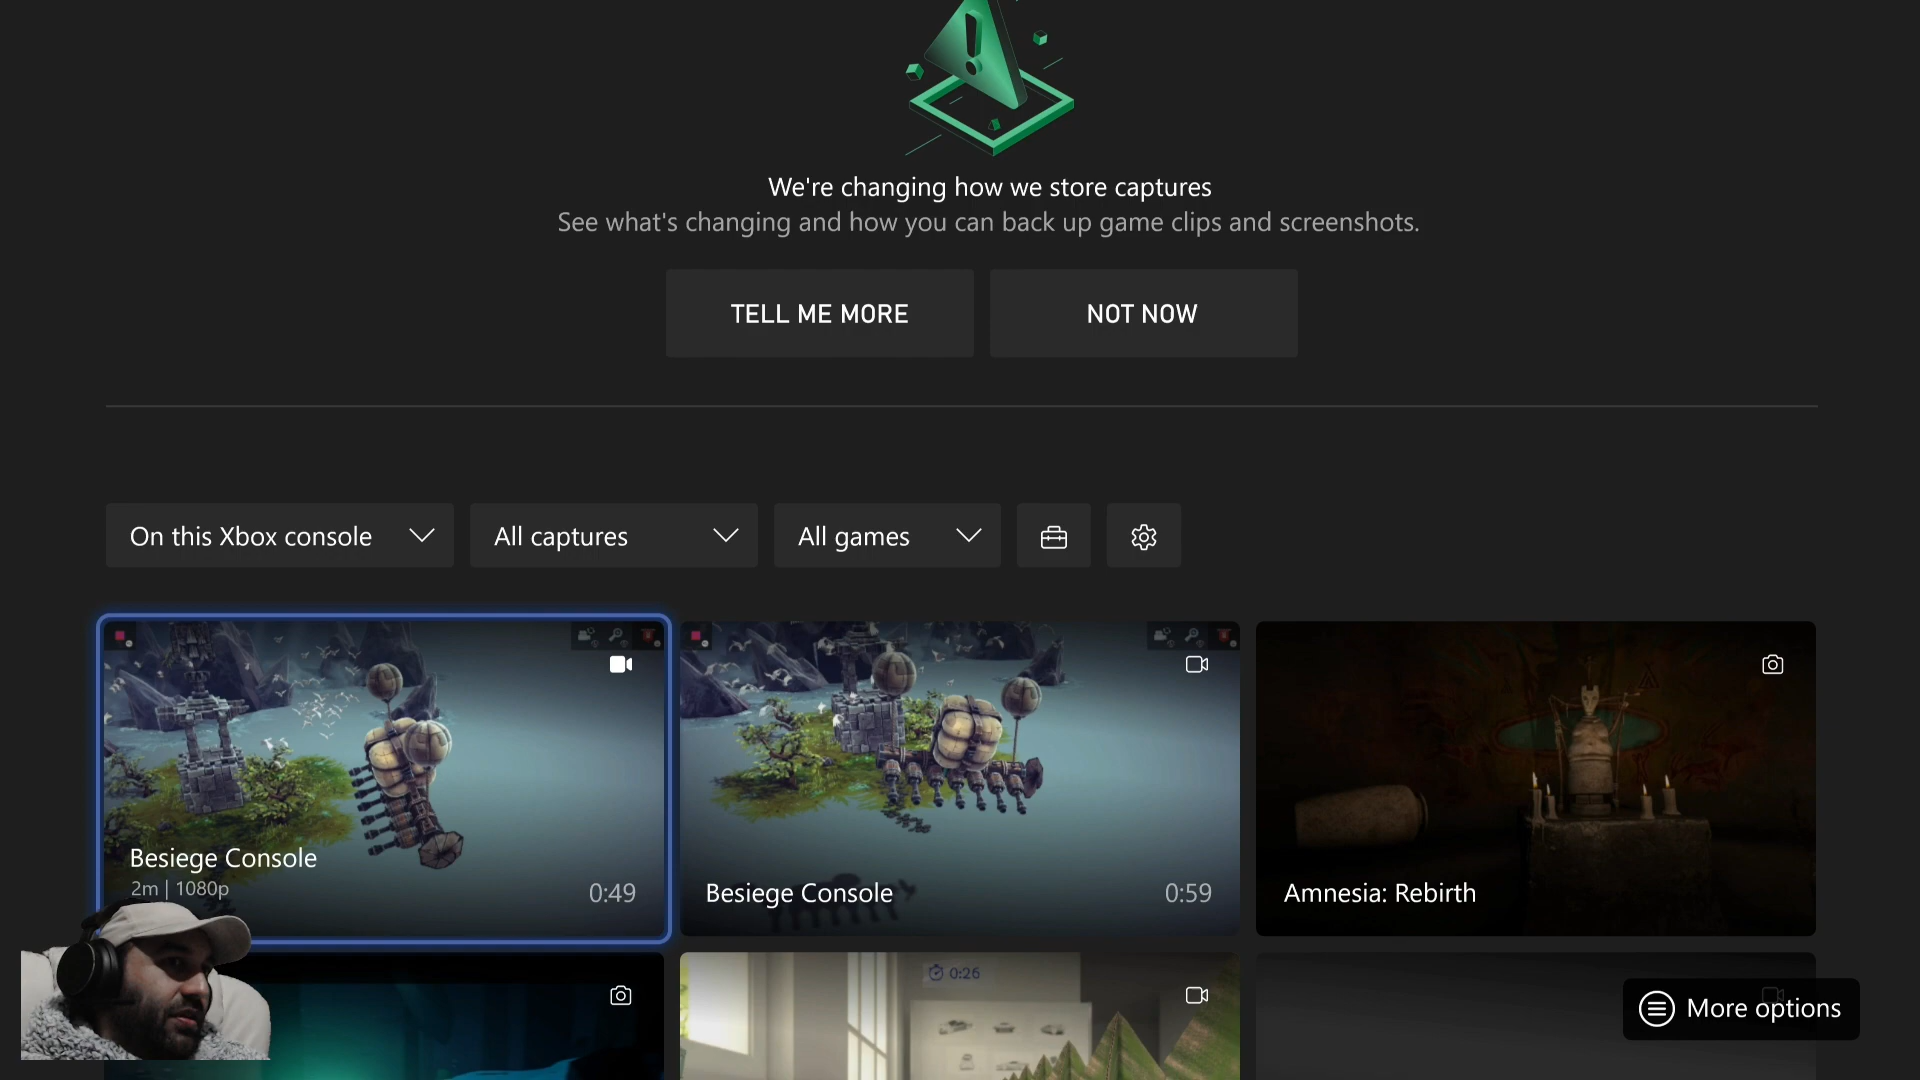 We're changing how we store captures
See what's changing and how you can back up game clips and screenshots.
TELL ME MORE
NOT NOW
On this Xbox console
All captures
All games
Besiege Console
2m | 1080p
0:49
Besiege Console
0:59
Amnesia: Rebirth
0:26
More options